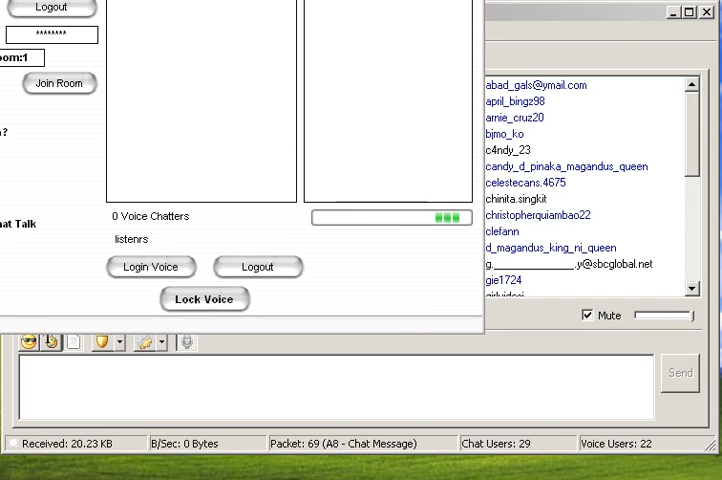 Logout
********
oom:1
Join Room
?
hat Talk
0 Voice Chatters
listenrs
Login Voice
Logout
Lock Voice
abad_gals@ymail.com
april_bingz98
arnie_cruz20
bjmo_ko
c4ndy_23
candy_d_pinaka_magandus_queen
celestecans.4675
chinita.singkit
christopherquiambao22
clefann
d_magandus_king_ni_queen
g.____________.y@sbcglobal.net
gie1724
Mute
Send
Received: 20.23 KB
B/Sec: 0 Bytes
Packet: 69 (A8 - Chat Message)
Chat Users: 29
Voice Users: 22